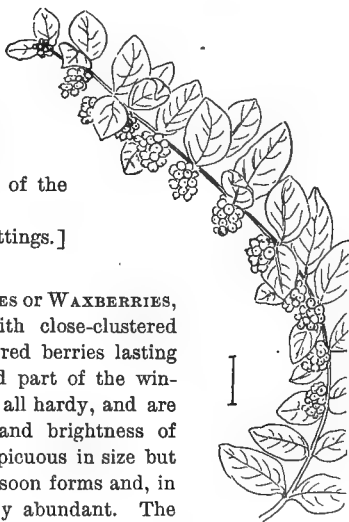 of the
ttings.]
ES or WAXBERRIES,
ith close-clustered
red berries lasting
d part of the win-
all hardy, and are
and brightness of
picuous in size but
soon forms and, in
y abundant. The